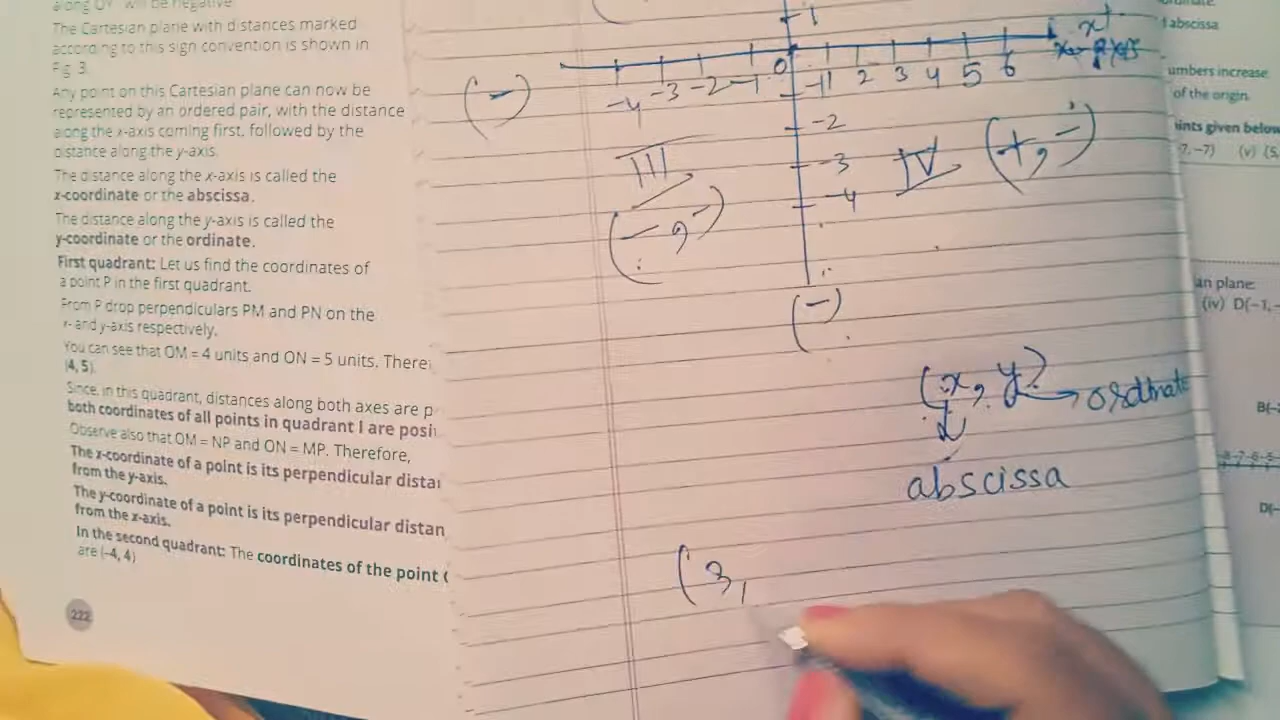 along OY' will be negative
The Cartesian plane with distances marked
according to this sign convention is shown in
Fig 3.
Any point on this Cartesian plane can now be
represented by an ordered pair, with the distance
along the x-axis coming first, followed by the
distance along the y-axis.
The distance along the x-axis is called the
x-coordinate or the abscissa.
The distance along the y-axis is called the
y-coordinate or the ordinate.
First quadrant: Let us find the coordinates of
a point P in the first quadrant.
From P drop perpendiculars PM and PN on the
x- and y-axis respectively.
You can see that OM = 4 units and ON = 5 units. There
(4, 5).
Since, in this quadrant, distances along both axes are p
both coordinates of all points in quadrant I are posi
Observe also that OM = NP and ON = MP. Therefore,
The x-coordinate of a point is its perpendicular distan
from the y-axis.
The y-coordinate of a point is its perpendicular distan
from the x-axis.
In the second quadrant: The coordinates of the point (
are (-4, 4)
222
1
x
(-)
-4 -3 -2 -1 0 1 2 3 4 5 6
-2
-3
-4
III
(-, -)
IV (+, -)
(-)
(x, y) ordinate
abscissa
(3,
abscissa
umbers increase
of the origin.
ints given below
-7, -7) (v) (5,
an plane:
(iv) D(-1,
B(-2
-8 -7 -6 -5
D(-